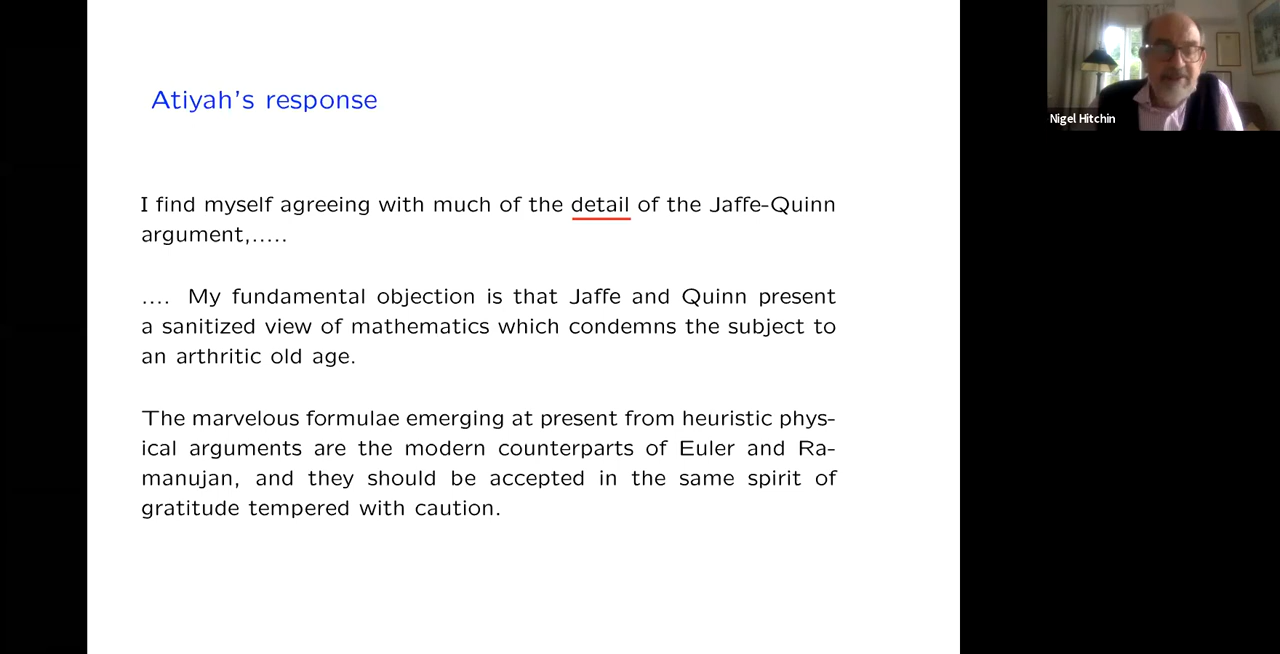 Atiyah's response
I find myself agreeing with much of the detail of the Jaffe-Quinn
argument,.....
.... My fundamental objection is that Jaffe and Quinn present
a sanitized view of mathematics which condemns the subject to
an arthritic old age.
The marvelous formulae emerging at present from heuristic phys-
ical arguments are the modern counterparts of Euler and Ra-
manujan, and they should be accepted in the same spirit of
gratitude tempered with caution.
Nigel Hitchin